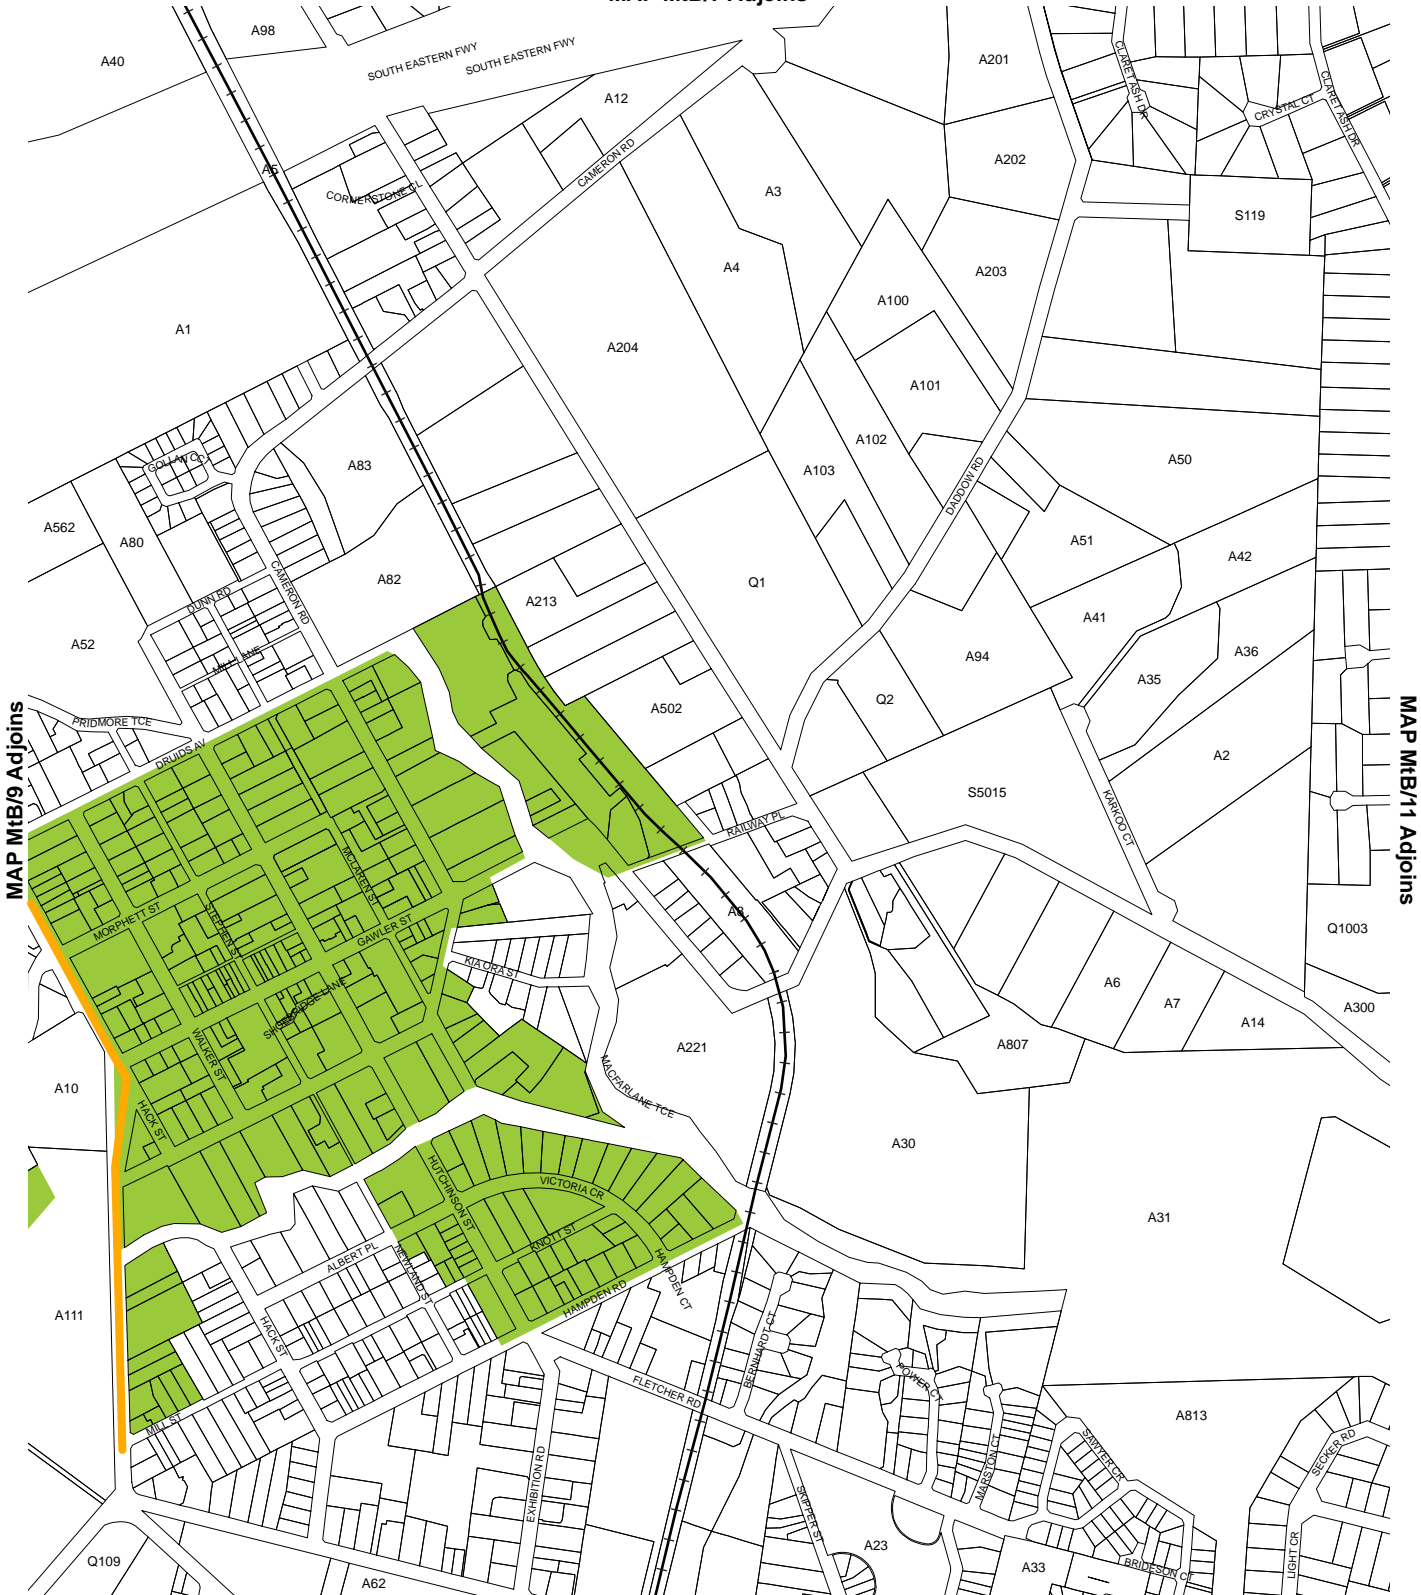 A98
A40
SOUTH EASTERN FWY
SOUTH EASTERN FWY
A201
CLARET ASH DR
CLARET ASH DR
CRYSTAL CT
A12
A202
CAMERON RD
A5
CORNERSTONE CL
A3
S119
A4
A203
A100
A1
A204
A101
A102
A103
A50
GOLLAN CC
A83
DADDOW RD
A562
A80
A51
A42
A82
CAMERON RD
Q1
DUNN RD
A213
A41
A52
MILL LANE
A94
A36
A35
Q2
A502
PRIDMORE TCE
DRUIDS AV
A2
MAP MtB/9 Adjoins
MAP MtB/11 Adjoins
S5015
KARKOO CT
RAILWAY PL
MCLAREN ST
A8
MORPHETT ST
STEPHEN ST
GAWLER ST
Q1003
KIA ORA ST
A6
A7
A14
A300
WALKER ST
A221
A807
MACFARLANE TCE
A10
HACK ST
A30
HUTCHINSON ST
VICTORIA CR
KNOTT ST
A31
ALBERT PL
NEWLAND ST
HAMPDEN CT
HAMPDEN RD
A111
HACK ST
BERNHARDT CT
FLETCHER RD
POWER CT
MILL ST
A813
SAWYER CR
SECKER RD
MARSTON CT
EXHIBITION RD
SKIPPER ST
A23
LIGHT CR
Q109
A33
BRIDESON CT
A62